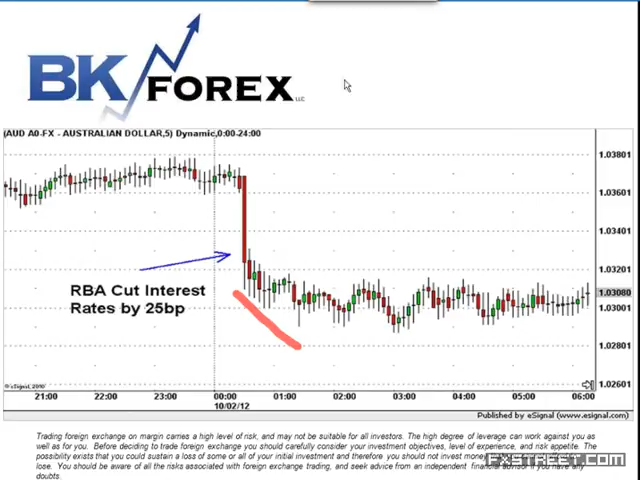 BK FOREX LLC
(AUD A0-FX - AUSTRALIAN DOLLAR,5) Dynamic,0:00-24:00
1.03801
1.03601
1.03401
1.03201
RBA Cut Interest
1.03080
Rates by 25bp
1.03001
1.02801
1.02601
© eSignal, 2010
21:00 22:00 23:00 00:00 01:00 02:00 03:00 04:00 05:00 06:00
10/02/12
Published by eSignal (www.esignal.com)
Trading foreign exchange on margin carries a high level of risk, and may not be suitable for all investors. The high degree of leverage can work against you as
well as for you. Before deciding to trade foreign exchange you should carefully consider your investment objectives, level of experience, and risk appetite. The
possibility exists that you could sustain a loss of some or all of your initial investment and therefore you should not invest money
lose. You should be aware of all the risks associated with foreign exchange trading, and seek advice from an independent financial advisor if you have any
doubts.
FXSTREET.COM